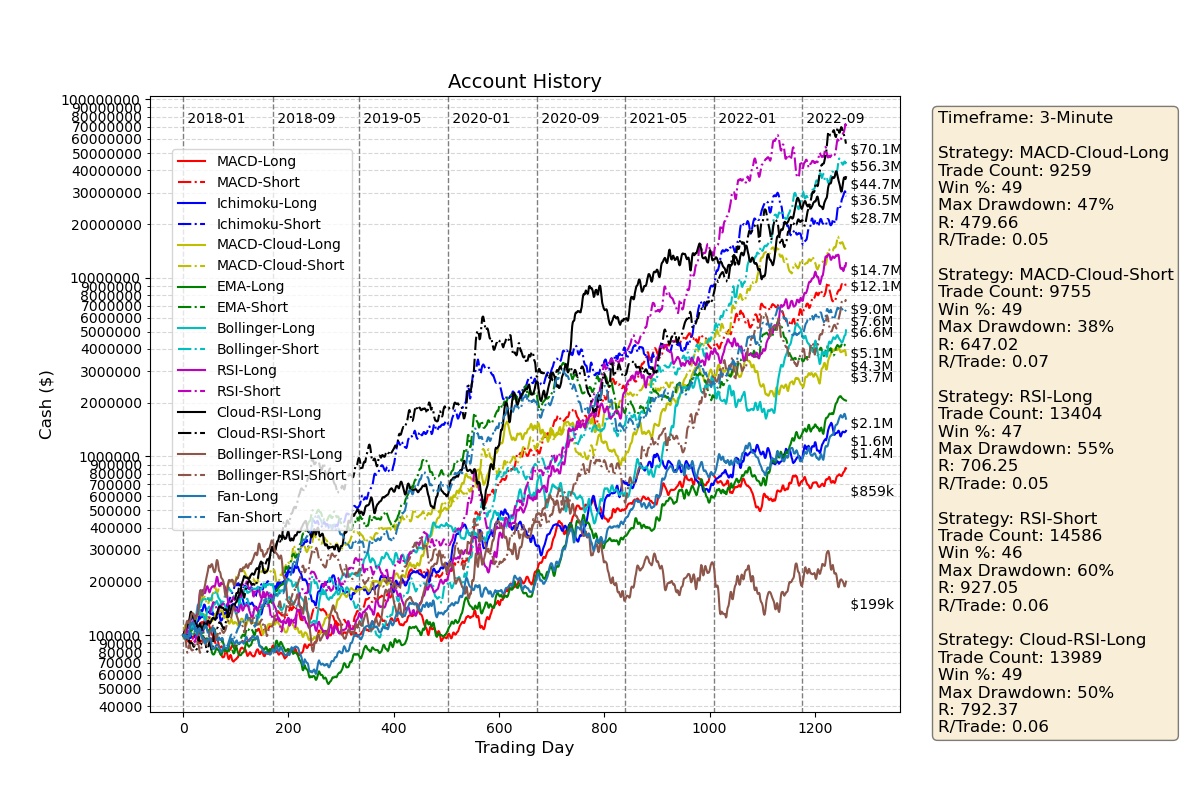 Account History
Cash ($)
100000000
90000000
80000000
70000000
60000000
50000000
40000000
30000000
20000000
10000000
9000000
8000000
7000000
6000000
5000000
4000000
3000000
2000000
1000000
900000
800000
700000
600000
500000
400000
300000
200000
100000
90000
80000
70000
60000
50000
40000
2018-01 2018-09 2019-05 2020-01 2020-09 2021-05 2022-01 2022-09
MACD-Long
MACD-Short
Ichimoku-Long
Ichimoku-Short
MACD-Cloud-Long
MACD-Cloud-Short
EMA-Long
EMA-Short
Bollinger-Long
Bollinger-Short
RSI-Long
RSI-Short
Cloud-RSI-Long
Cloud-RSI-Short
Bollinger-RSI-Long
Bollinger-RSI-Short
Fan-Long
Fan-Short
$70.1M
$56.3M
$44.7M
$36.5M
$28.7M
$14.7M
$12.1M
$9.0M
$7.6M
$6.6M
$5.1M
$4.3M
$3.7M
$2.1M
$1.6M
$1.4M
$859k
$199k
0 200 400 600 800 1000 1200
Trading Day
Timeframe: 3-Minute
Strategy: MACD-Cloud-Long
Trade Count: 9259
Win %: 49
Max Drawdown: 47%
R: 479.66
R/Trade: 0.05
Strategy: MACD-Cloud-Short
Trade Count: 9755
Win %: 49
Max Drawdown: 38%
R: 647.02
R/Trade: 0.07
Strategy: RSI-Long
Trade Count: 13404
Win %: 47
Max Drawdown: 55%
R: 706.25
R/Trade: 0.05
Strategy: RSI-Short
Trade Count: 14586
Win %: 46
Max Drawdown: 60%
R: 927.05
R/Trade: 0.06
Strategy: Cloud-RSI-Long
Trade Count: 13989
Win %: 49
Max Drawdown: 50%
R: 792.37
R/Trade: 0.06